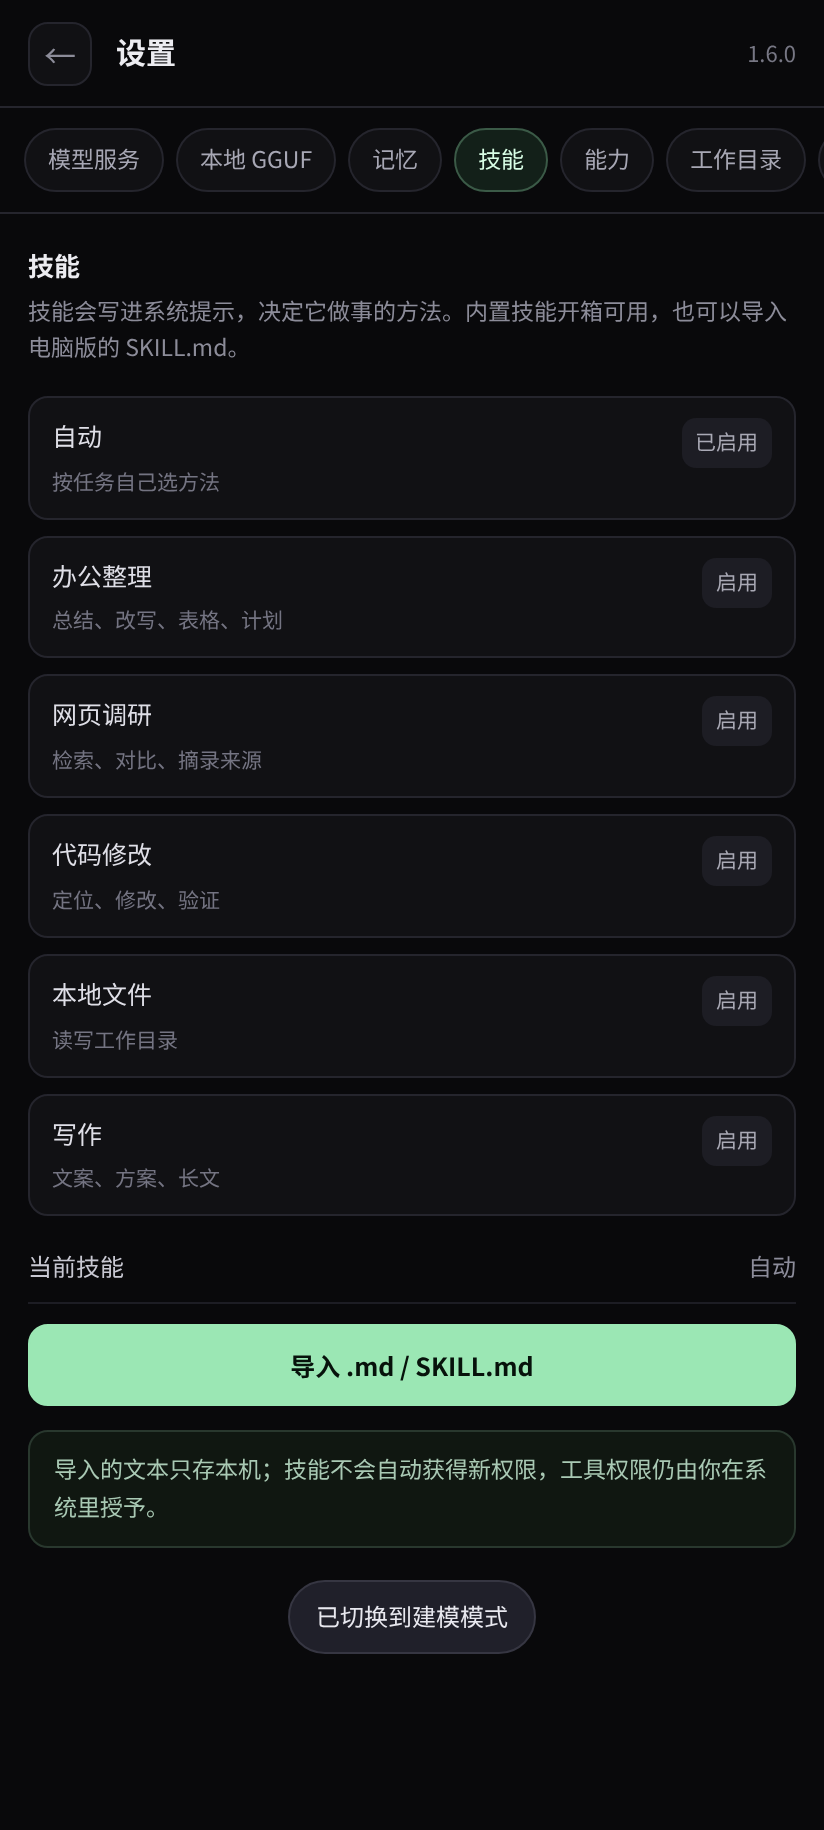 ←
设置
1.6.0
模型服务
本地 GGUF
记忆
技能
能力
工作目录
技能
技能会写进系统提示，决定它做事的方法。内置技能开箱可用，也可以导入
电脑版的 SKILL.md。
自动
已启用
按任务自己选方法
办公整理
启用
总结、改写、表格、计划
网页调研
启用
检索、对比、摘录来源
代码修改
启用
定位、修改、验证
本地文件
启用
读写工作目录
写作
启用
文案、方案、长文
当前技能
自动
导入 .md / SKILL.md
导入的文本只存本机；技能不会自动获得新权限，工具权限仍由你在系
统里授予。
已切换到建模模式